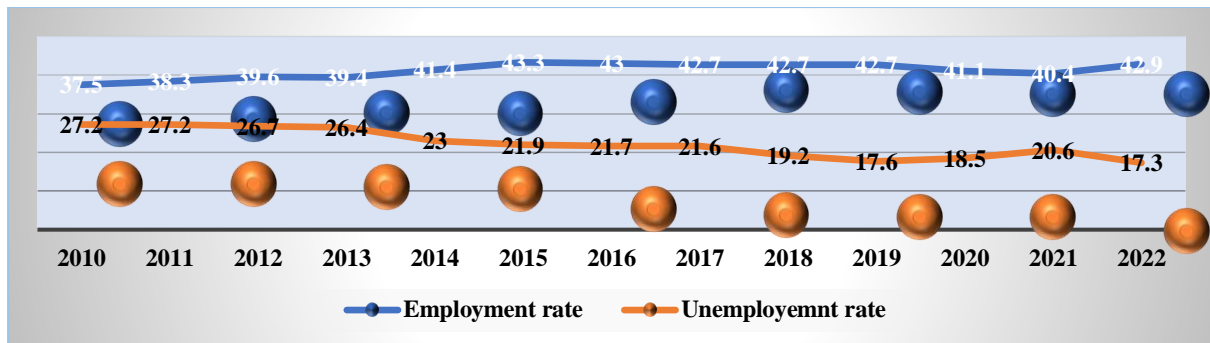 37.5 38.3 39.6 39.4 41.4 43.3 43 42.7 42.7 42.7 41.1 40.4 42.9
27.2 27.2 26.7 26.4 23 21.9 21.7 21.6 19.2 17.6 18.5 20.6 17.3
2010 2011 2012 2013 2014 2015 2016 2017 2018 2019 2020 2021 2022
Employment rate Unemployemnt rate